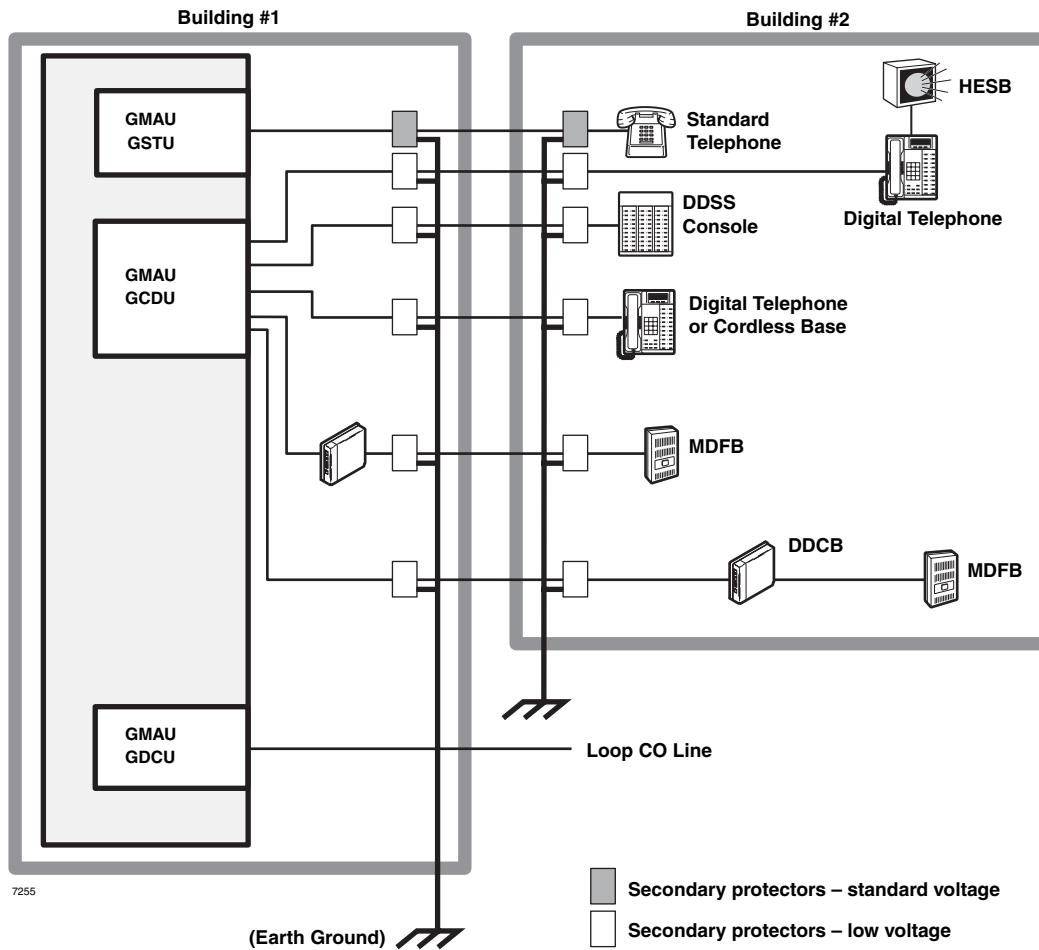 Building #1
Building #2
GMAU
GSTU
HESB
Standard
Telephone
DDSS
Console
Digital Telephone
GMAU
GCDU
Digital Telephone
or Cordless Base
MDFB
DDCB
MDFB
GMAU
GDCU
Loop CO Line
7255
Secondary protectors – standard voltage
Secondary protectors – low voltage
(Earth Ground)